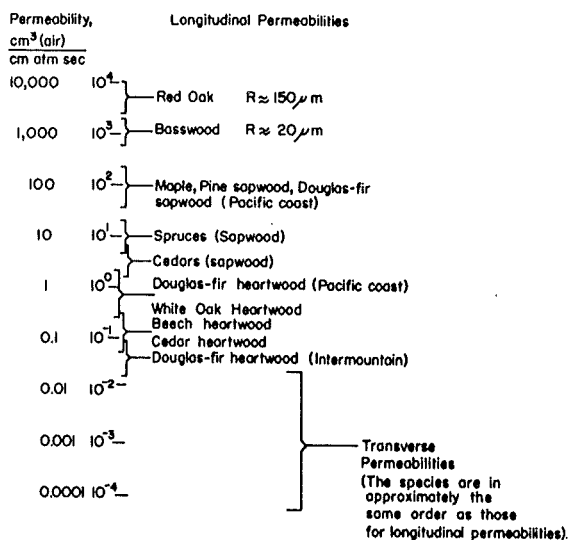 Permeability, Longitudinal Permeabilities
cm³ (air)
cm atm sec
10,000 10⁴
Red Oak R ≈ 150 μm
1,000 10³ Basswood R ≈ 20 μm
100 10² Maple, Pine sapwood, Douglas-fir
sapwood (Pacific coast)
10 10¹ Spruces (Sapwood)
Cedars (sapwood)
1 10⁰ Douglas-fir heartwood (Pacific coast)
White Oak Heartwood
Beech heartwood
0.1 10⁻¹ Cedar heartwood
Douglas-fir heartwood (Intermountain)
0.01 10⁻²
0.001 10⁻³
Transverse
Permeabilities
(The species are in
0.0001 10⁻⁴ approximately the
same order as those
for longitudinal permeabilities).